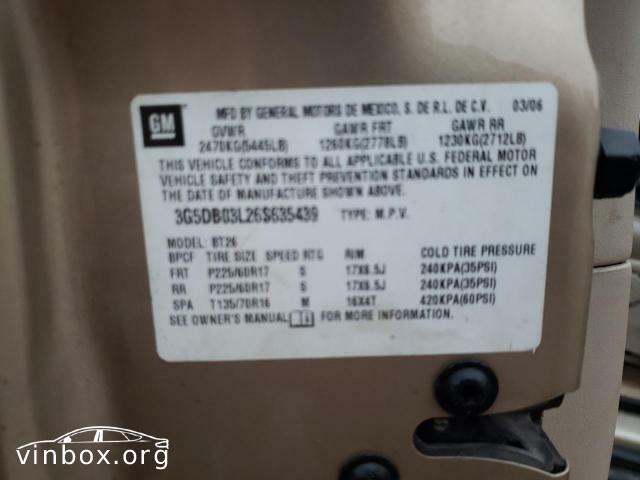 GM
MFD BY GENERAL MOTORS DE MEXICO, S. DE R.L. DE C.V. 03/06
GVWR GAWR FRT GAWR RR
2470KG(5445LB) 1260KG(2778LB) 1230KG(2712LB)
THIS VEHICLE CONFORMS TO ALL APPLICABLE U.S. FEDERAL MOTOR
VEHICLE SAFETY AND THEFT PREVENTION STANDARDS IN EFFECT ON
THE DATE OF MANUFACTURE SHOWN ABOVE.
3G5DB03L26S635439 TYPE: M.P.V.
MODEL: BT26
BPCF TIRE SIZE SPEED RTG RIM COLD TIRE PRESSURE
FRT P225/60R17 S 17X6.5J 240KPA(35PSI)
RR P225/60R17 S 17X6.5J 240KPA(35PSI)
SPA T135/70R16 M 16X4T 420KPA(60PSI)
SEE OWNER'S MANUAL FOR MORE INFORMATION.
vinbox.org